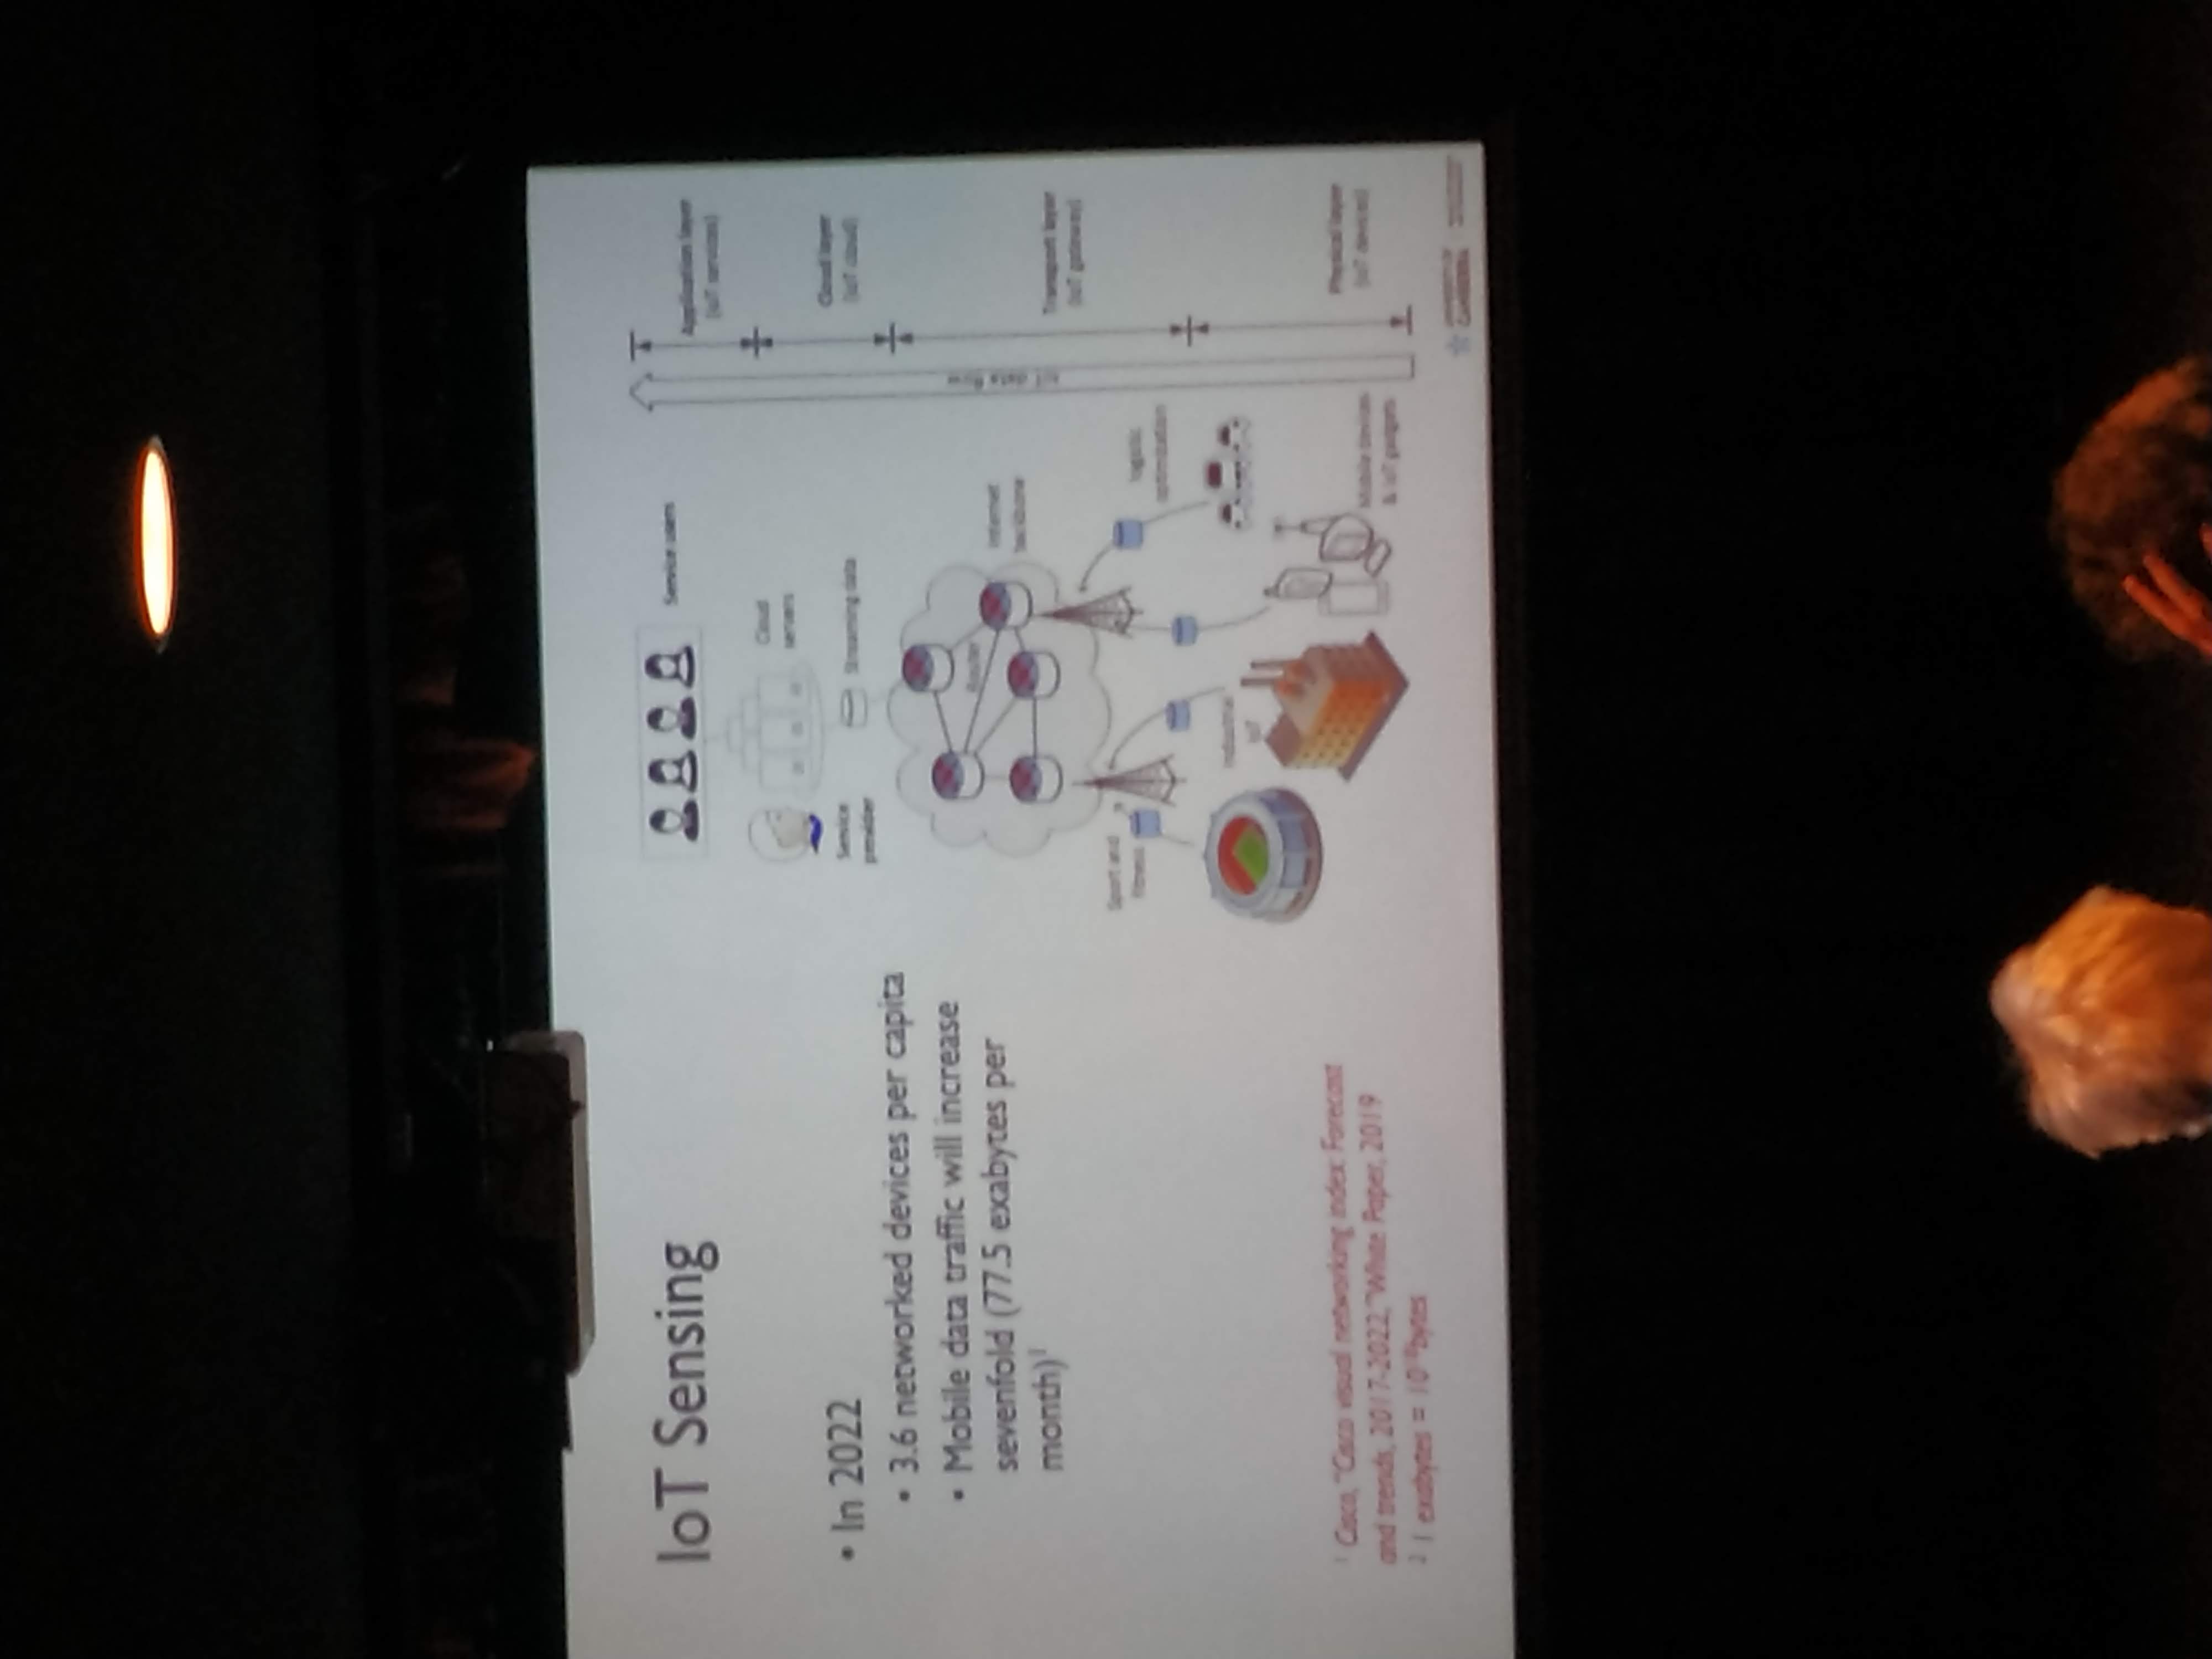 IoT Sensing
• In 2022
• 3.6 networked devices per capita
• Mobile data traffic will increase
sevenfold (77.5 exabytes per
month)¹
¹ Cisco, "Cisco visual networking index: Forecast
and trends, 2017-2022," White Paper, 2019
² 1 exabytes = 10¹⁸bytes
Service users
Cloud
servers
Service
provider
Streaming data
Router
Internet
backbone
Sport and
fitness
logistic
optimization
Industrial
IoT
Mobile devices
& IoT gadgets
IoT data flow
Application layer
(IoT services)
Cloud layer
(IoT cloud)
Transport layer
(IoT gateway)
Physical layer
(IoT devices)
UNIVERSITY OF
CANBERRA